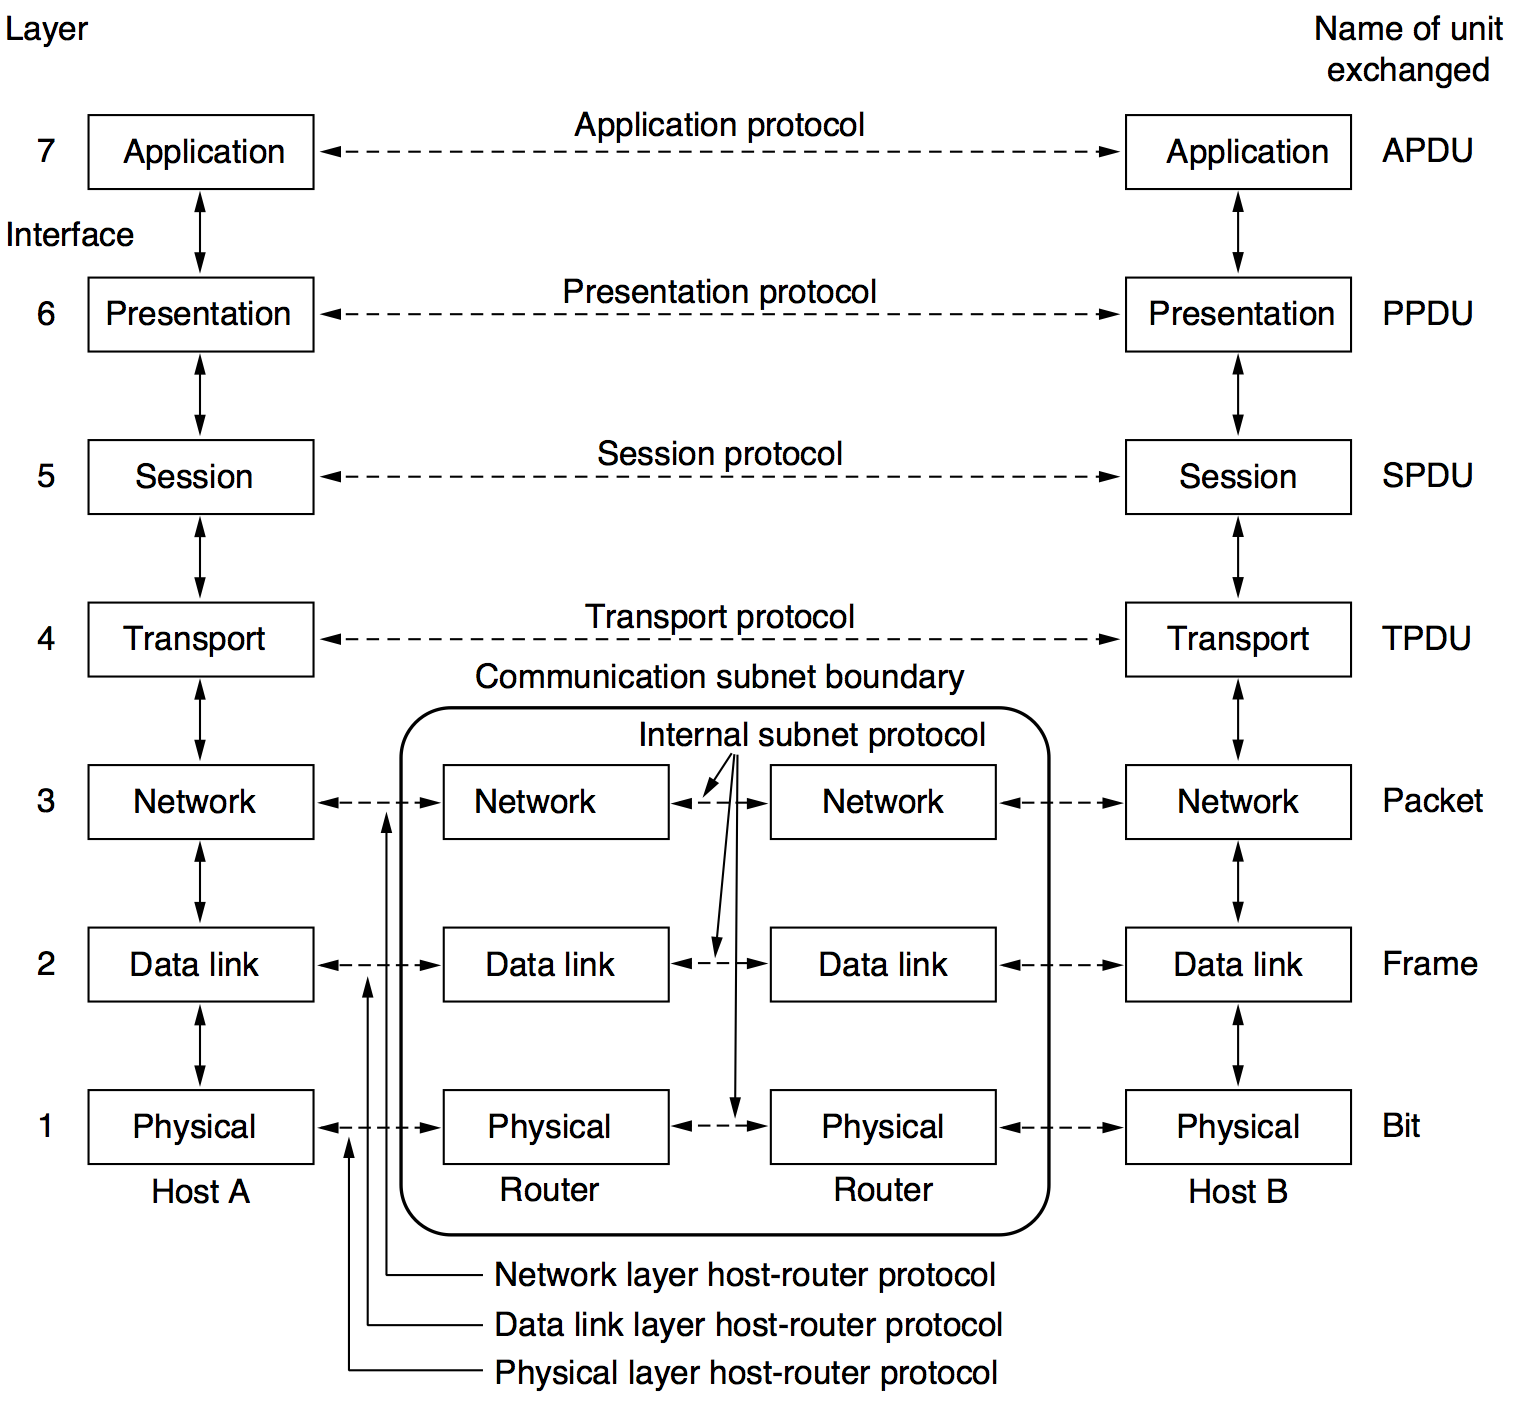 Layer
Name of unit
exchanged
Application protocol
7
Application
Application
APDU
Interface
Presentation protocol
6
Presentation
Presentation
PPDU
Session protocol
5
Session
Session
SPDU
Transport protocol
4
Transport
Transport
TPDU
Communication subnet boundary
Internal subnet protocol
3
Network
Network
Network
Network
Packet
2
Data link
Data link
Data link
Data link
Frame
1
Physical
Physical
Physical
Physical
Bit
Host A
Router
Router
Host B
Network layer host-router protocol
Data link layer host-router protocol
Physical layer host-router protocol